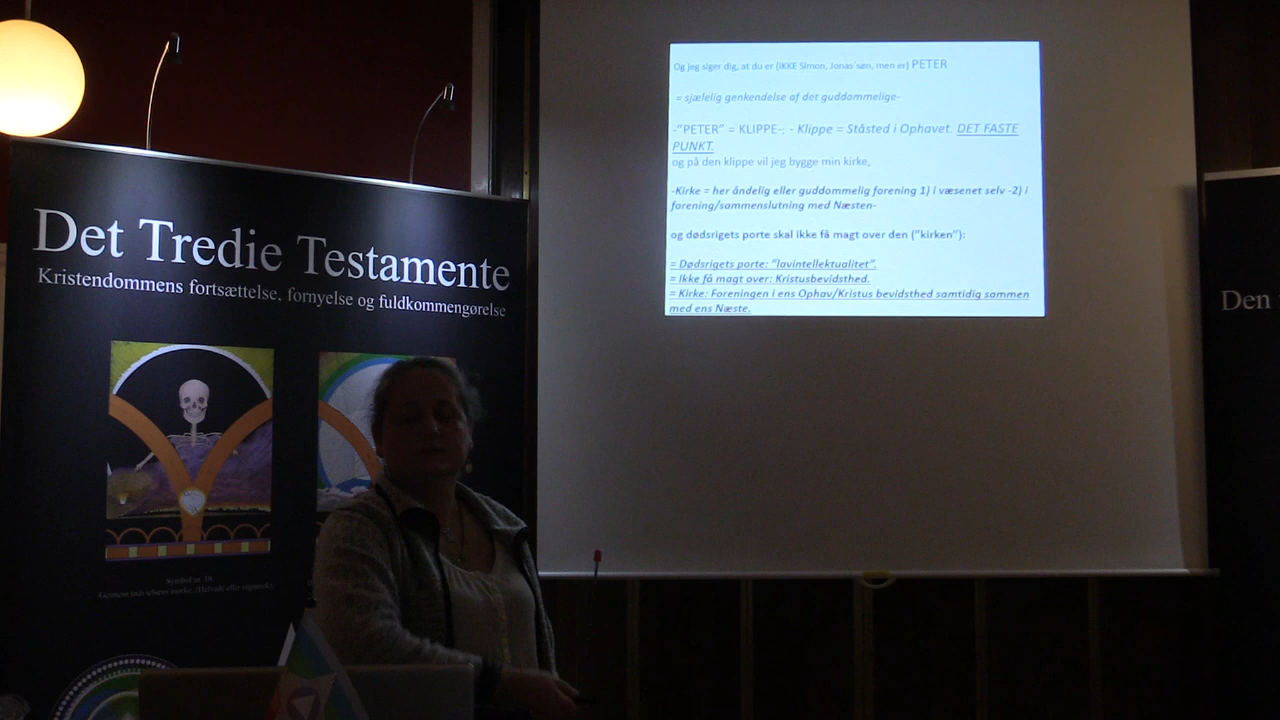 Det Tredie Testamente
Kristendommens fortsættelse, fornyelse og fuldkommengørelse
Symbol nr. 19
Og jeg siger dig, at du er (IKKE Simon, Jonas´søn, men er) PETER
= sjælelig genkendelse af det guddommelige-
-"PETER" = KLIPPE-; - Klippe = Ståsted i Ophavet. DET FASTE
PUNKT.
og på den klippe vil jeg bygge min kirke,
-Kirke = her åndelig eller guddommelig forening 1) i væsenet selv -2) i
forening/sammenslutning med Næsten-
og dødsrigets porte skal ikke få magt over den ("kirken"):
= Dødsrigets porte: "lavintellektualitet".
= Ikke få magt over: Kristusbevidsthed.
= Kirke: Foreningen i ens Ophav/Kristus bevidsthed samtidig sammen
med ens Næste.
Den